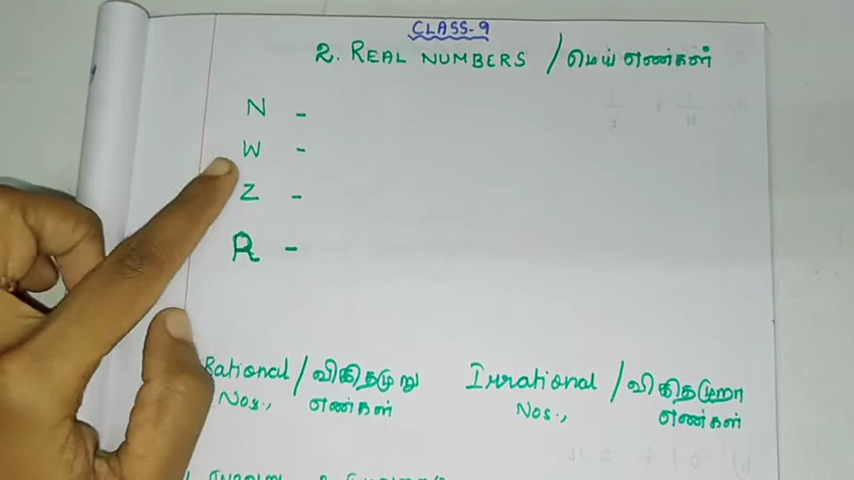 CLASS-9
2. REAL NUMBERS / மெய் எண்கள்
N -
W -
Z -
R -
Rational / விகிதமுறு
Nos., எண்கள்
Irrational / விகிதமுறா
Nos., எண்கள்